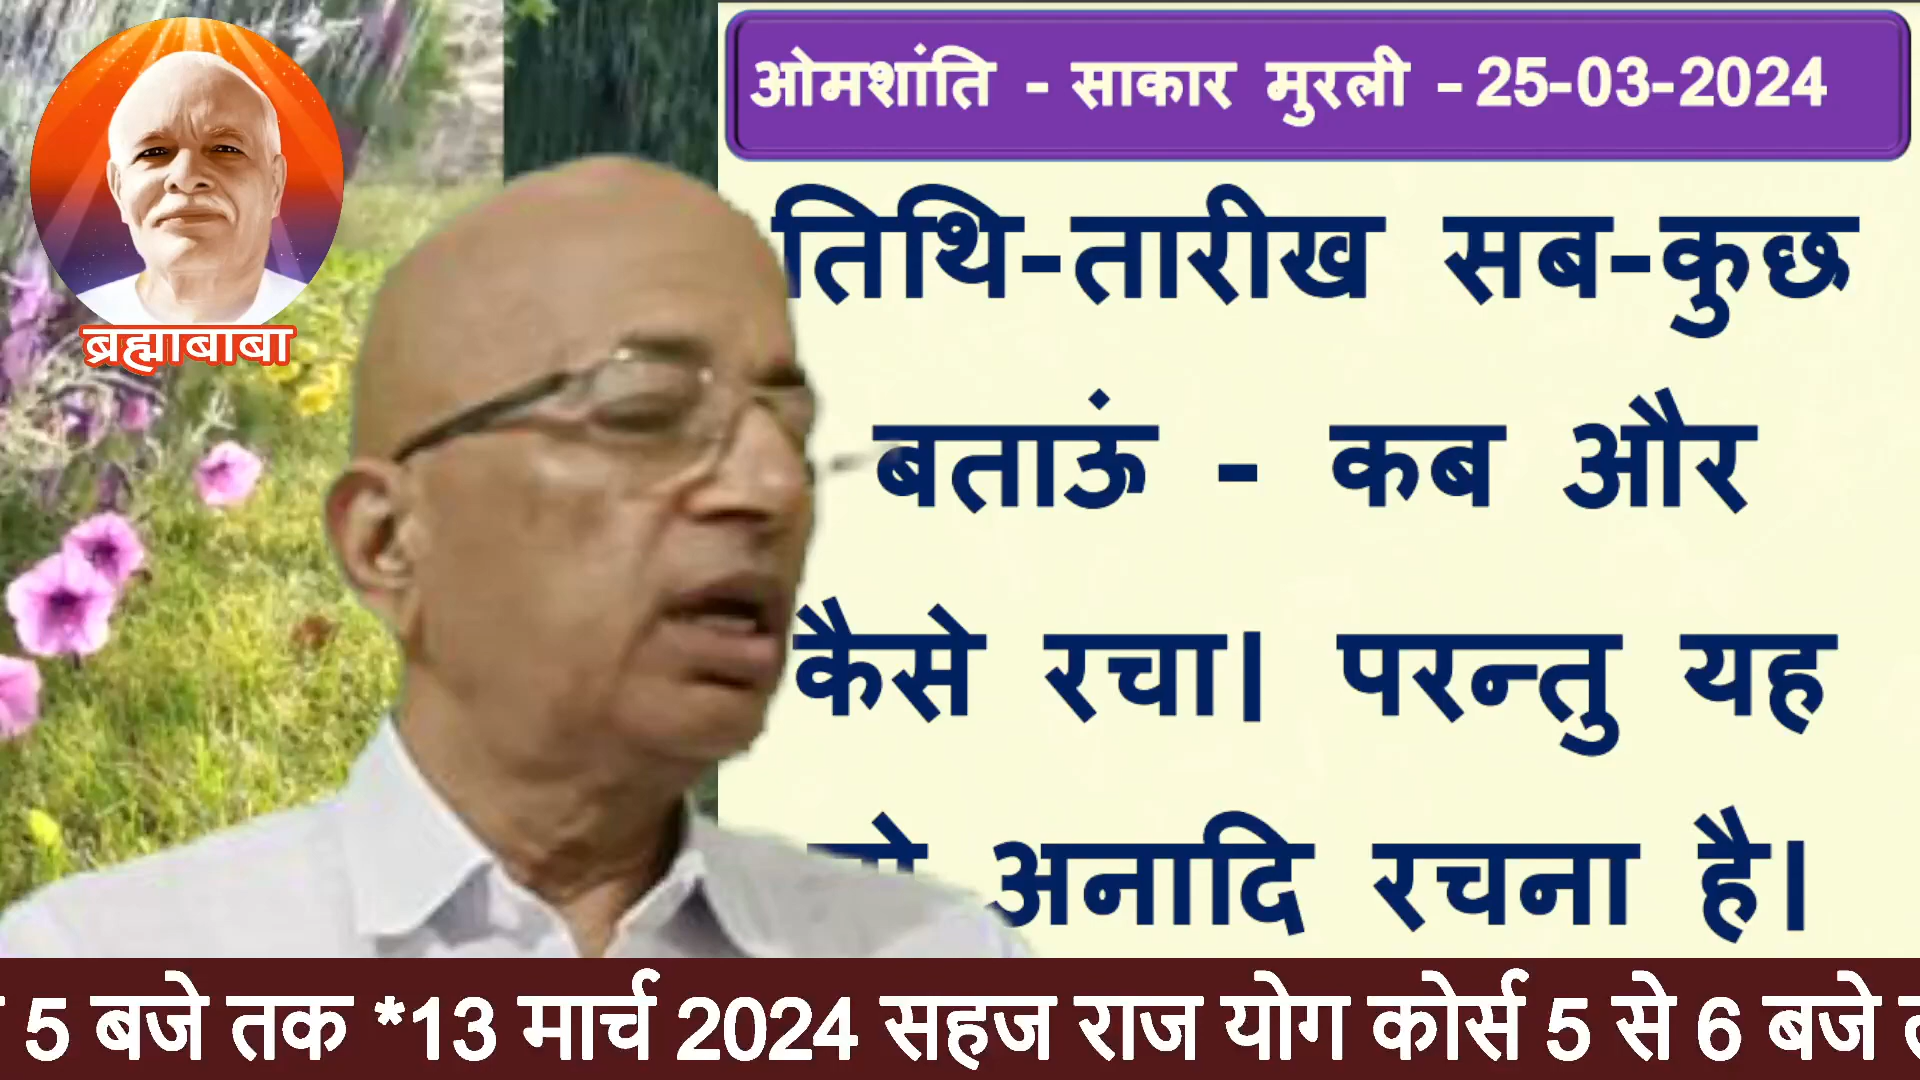 ओमशांति - साकार मुरली - 25-03-2024
ब्रह्माबाबा
तिथि-तारीख सब-कुछ
बताऊं - कब और
कैसे रचा। परन्तु यह
अनादि रचना है।
5 बजे तक *13 मार्च 2024 सहज राज योग कोर्स 5 से 6 बजे